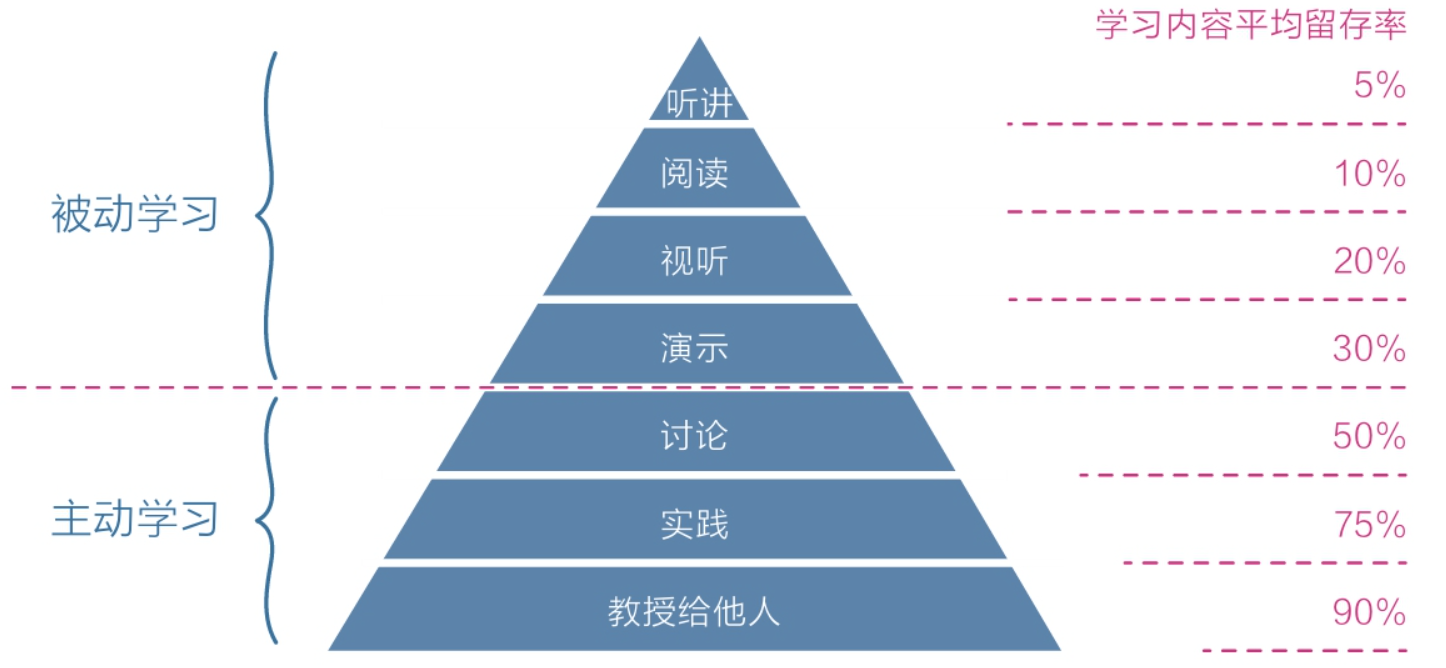 学习内容平均留存率
听讲
5%
阅读
10%
被动学习
视听
20%
演示
30%
讨论
50%
主动学习
实践
75%
教授给他人
90%